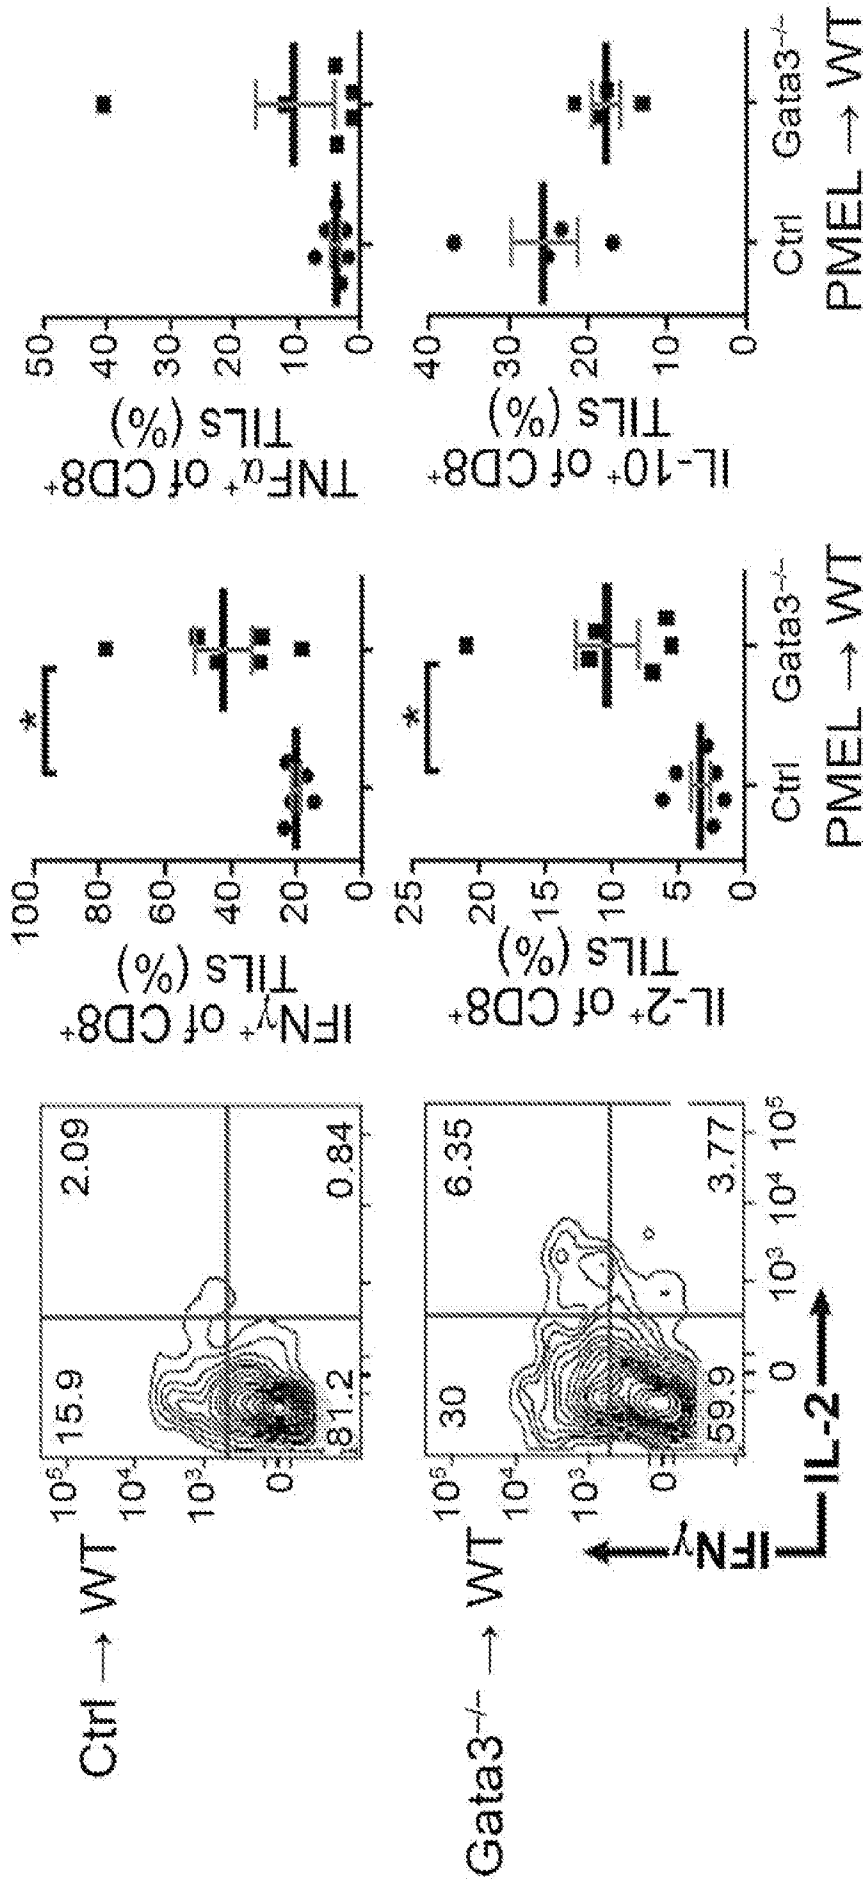 Ctrl → WT
10⁵
10⁴
10³
0
15.9
2.09
81.2
0.84
Gata3⁻/⁻ → WT
10⁵
10⁴
10³
0
30
6.35
59.9
3.77
0 10³ 10⁴ 10⁵
IFNγ
IL-2
IFNγ⁺ of CD8⁺
TILs (%)
100
80
60
40
20
0
*
TNFα⁺ of CD8⁺
TILs (%)
50
40
30
20
10
0
IL-2⁺ of CD8⁺
TILs (%)
25
20
15
10
5
0
*
Ctrl Gata3⁻/⁻
PMEL → WT
IL-10⁺ of CD8⁺
TILs (%)
40
30
20
10
0
Ctrl Gata3⁻/⁻
PMEL → WT